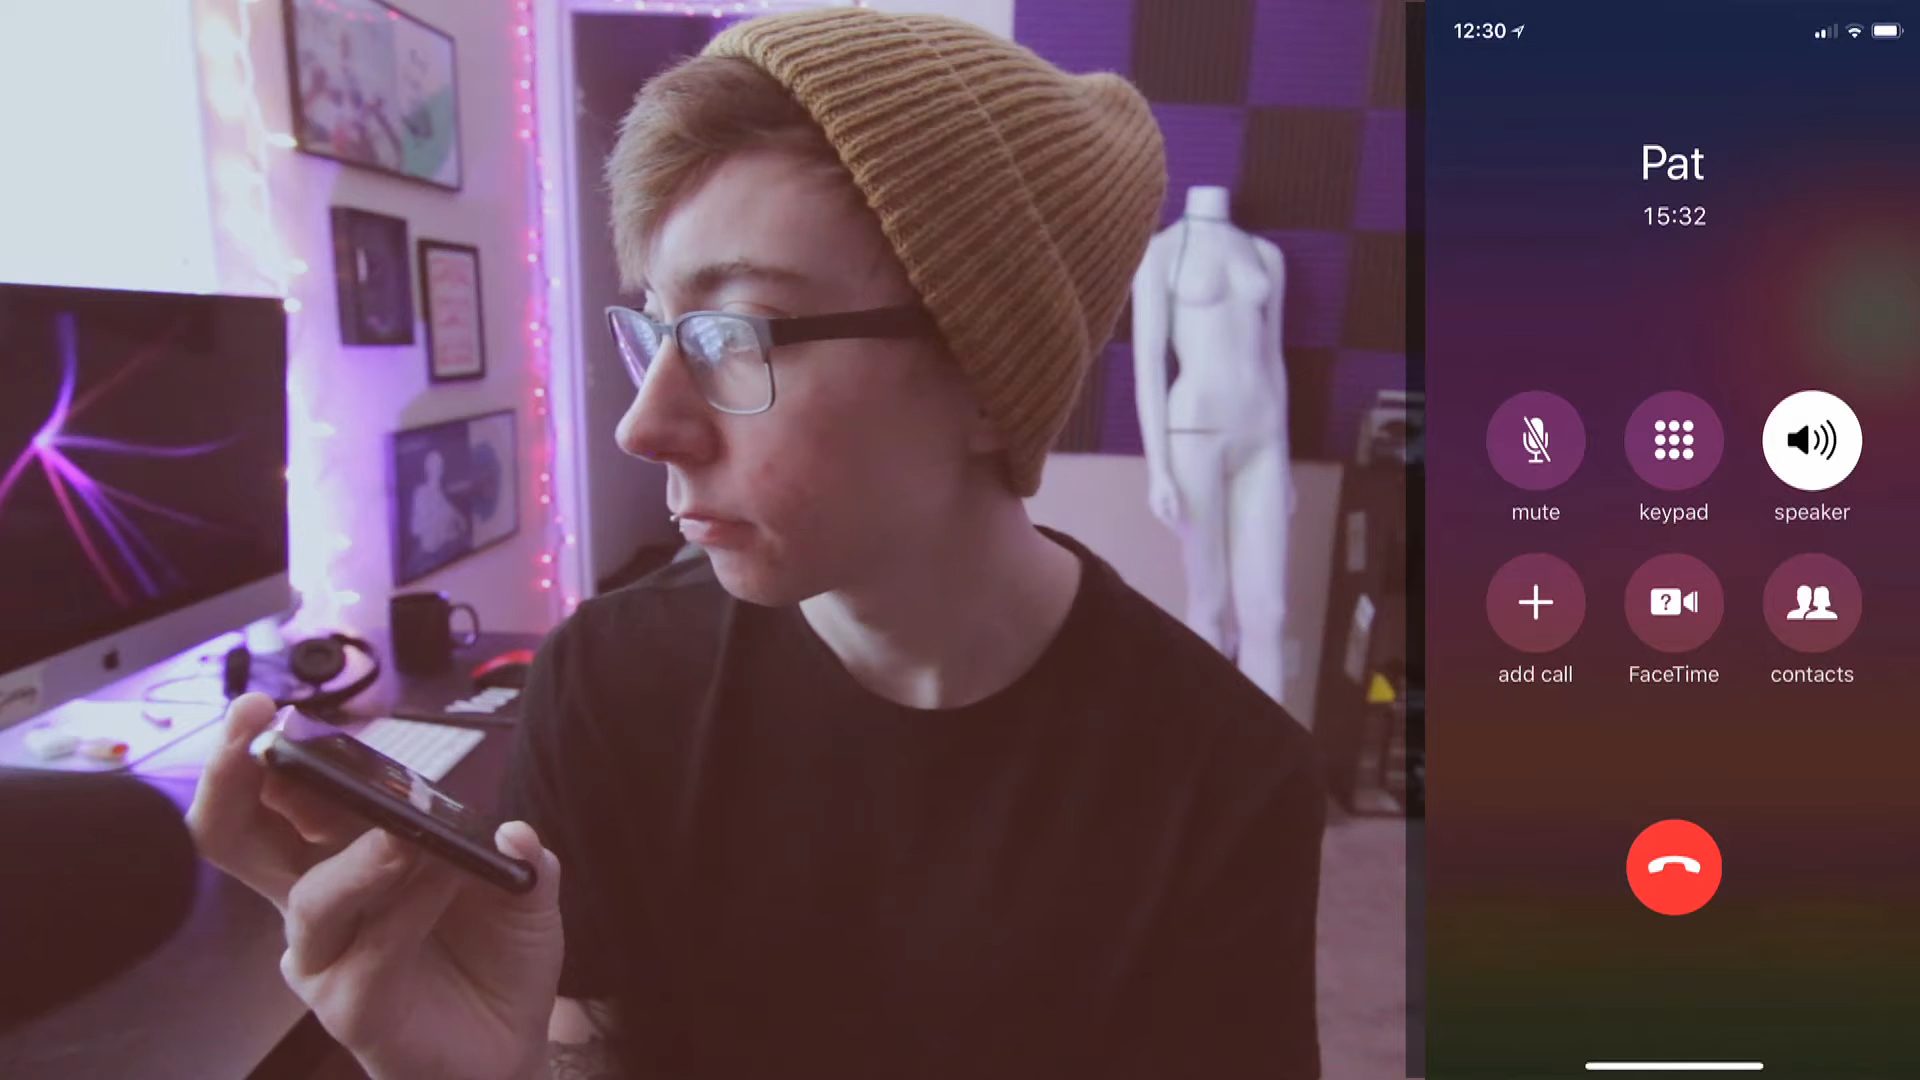 12:30
Pat
15:32
mute
keypad
speaker
add call
FaceTime
contacts